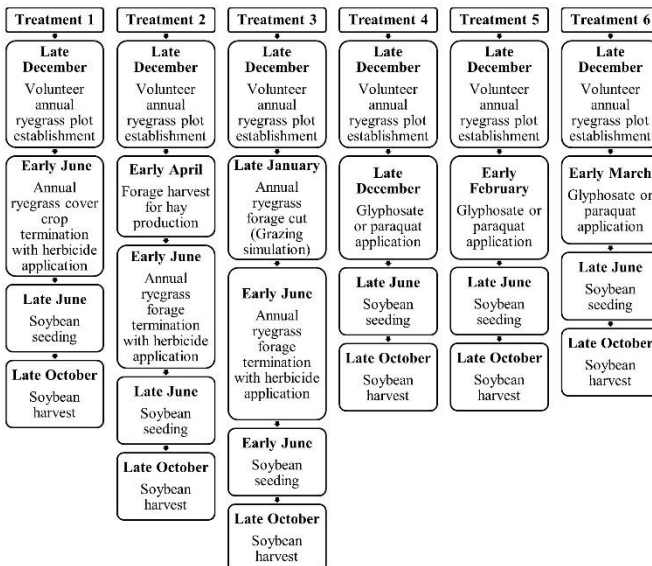 Treatment 1
Late
December
Volunteer
annual
ryegrass plot
establishment
Early June
Annual
ryegrass cover
crop
termination
with herbicide
application
Late June
Soybean
seeding
Late October
Soybean
harvest
Treatment 2
Late
December
Volunteer
annual
ryegrass plot
establishment
Early April
Forage harvest
for hay
production
Early June
Annual
ryegrass
forage
termination
with herbicide
application
Late June
Soybean
seeding
Late October
Soybean
harvest
Treatment 3
Late
December
Volunteer
annual
ryegrass plot
establishment
Late January
Annual
ryegrass
forage cut
(Grazing
simulation)
Early June
Annual
ryegrass
forage
termination
with herbicide
application
Early June
Soybean
seeding
Late October
Soybean
harvest
Treatment 4
Late
December
Volunteer
annual
ryegrass plot
establishment
Late
December
Glyphosate or
paraquat
application
Late June
Soybean
seeding
Late October
Soybean
harvest
Treatment 5
Late
December
Volunteer
annual
ryegrass plot
establishment
Early
February
Glyphosate or
paraquat
application
Late June
Soybean
seeding
Late October
Soybean
harvest
Treatment 6
Late
December
Volunteer
annual
ryegrass plot
establishment
Early March
Glyphosate or
paraquat
application
Late June
Soybean
seeding
Late October
Soybean
harvest